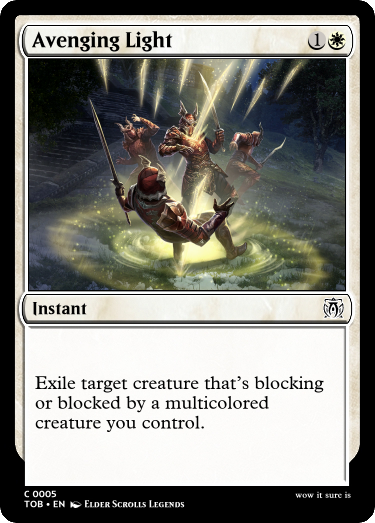 Avenging Light 1
Instant
Exile target creature that's blocking
or blocked by a multicolored
creature you control.
C 0005
TOB • EN Elder Scrolls Legends
wow it sure is